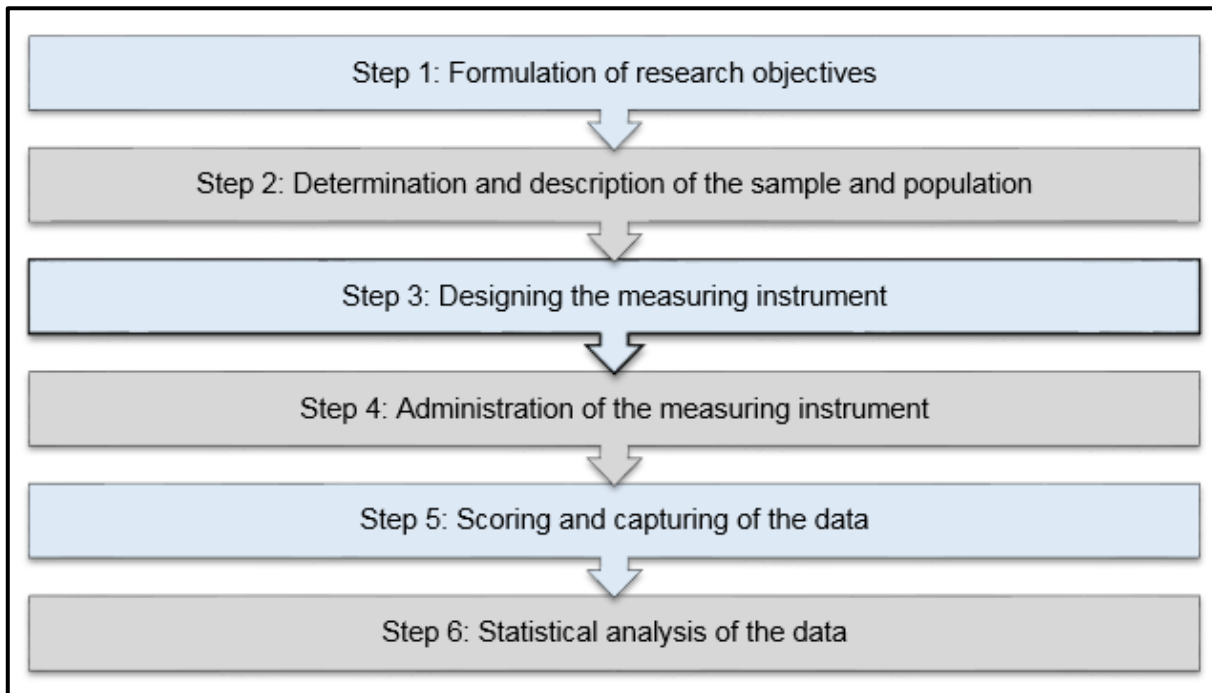 Step 1: Formulation of research objectives
Step 2: Determination and description of the sample and population
Step 3: Designing the measuring instrument
Step 4: Administration of the measuring instrument
Step 5: Scoring and capturing of the data
Step 6: Statistical analysis of the data